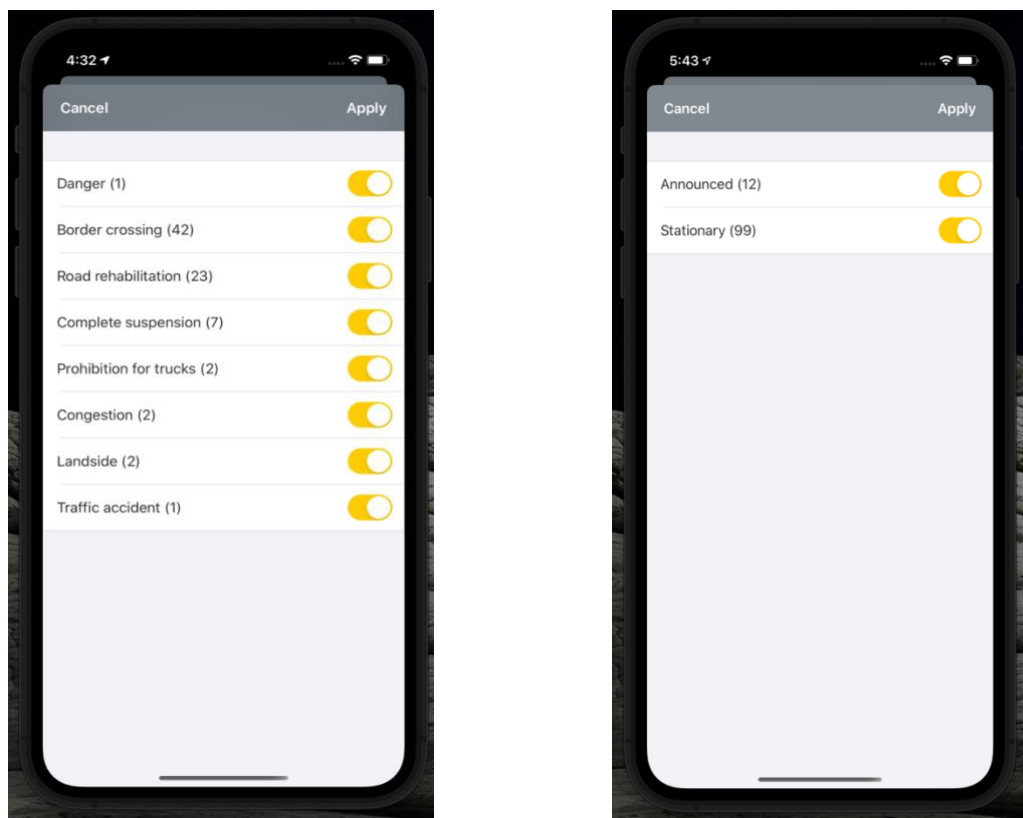 4:32
Cancel Apply
Danger (1)
Border crossing (42)
Road rehabilitation (23)
Complete suspension (7)
Prohibition for trucks (2)
Congestion (2)
Landside (2)
Traffic accident (1)
5:43
Cancel Apply
Announced (12)
Stationary (99)